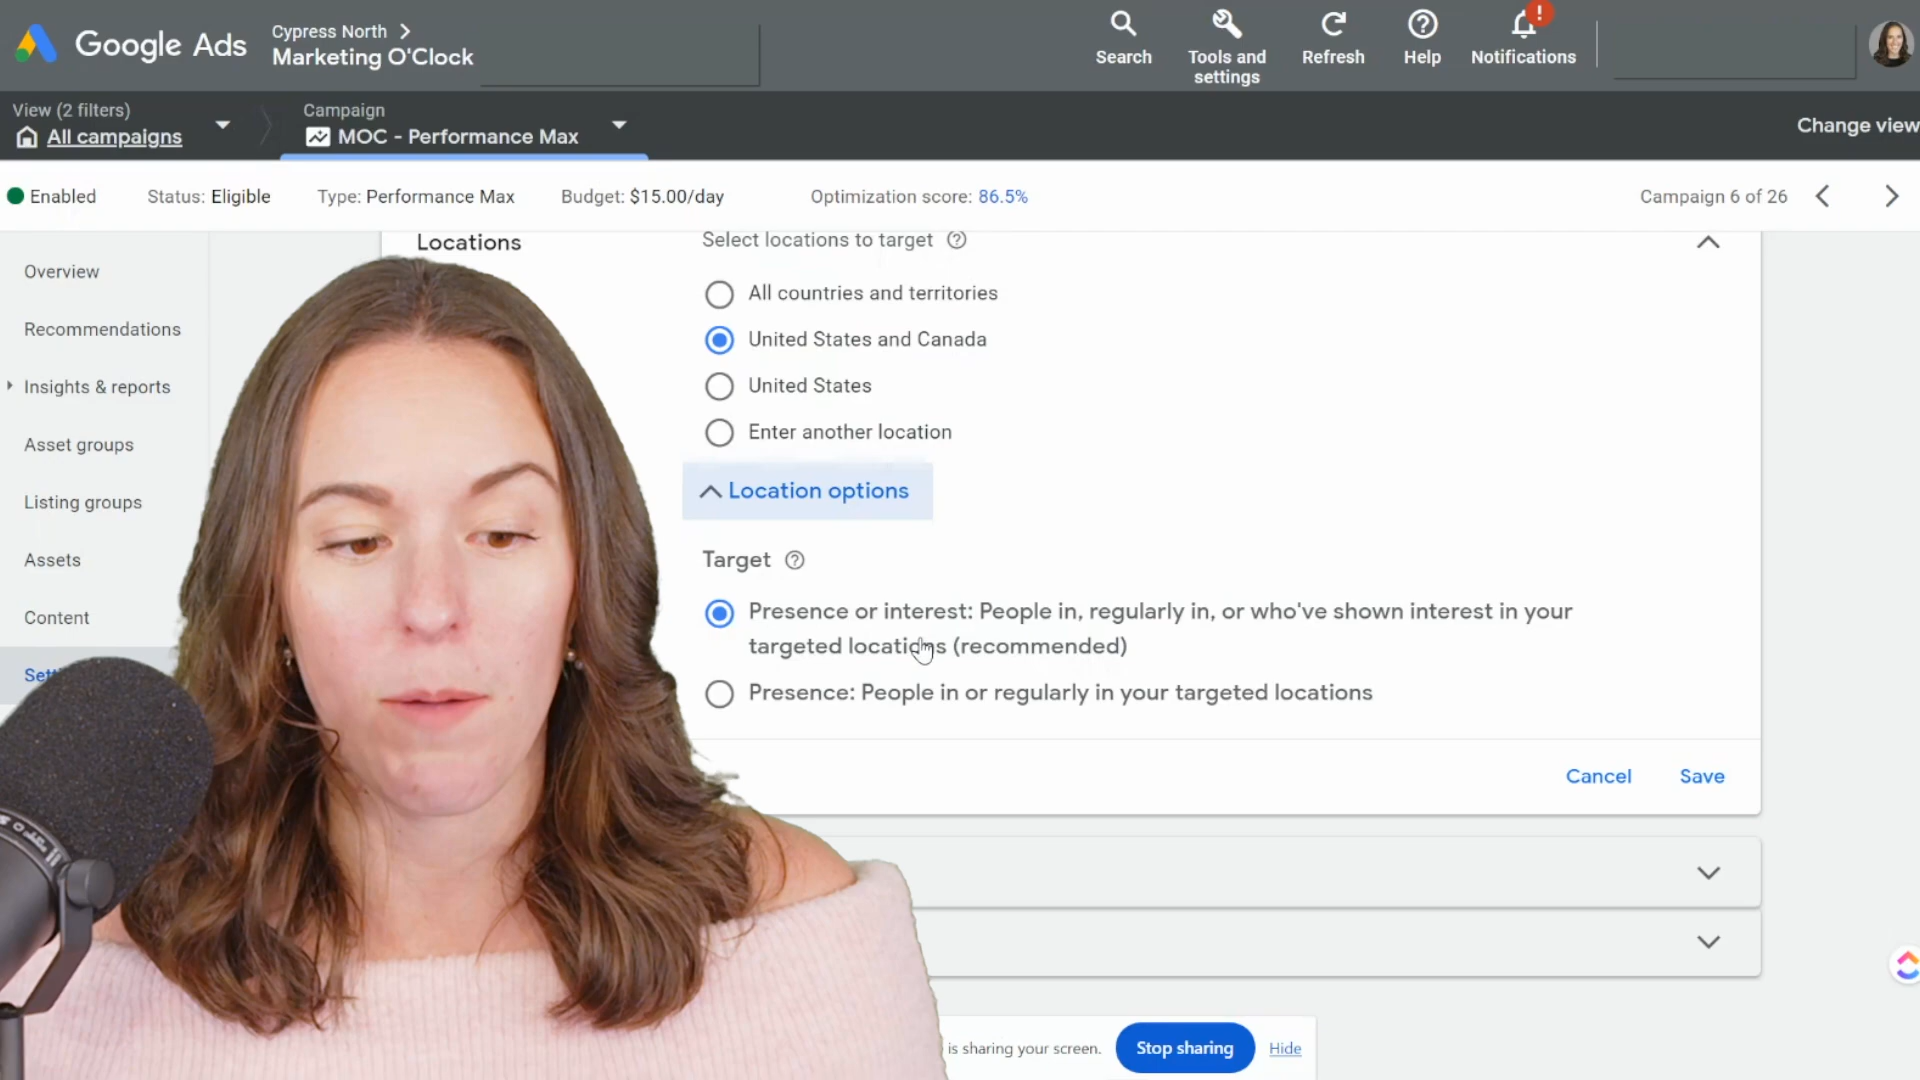 Google Ads
Cypress North
Marketing O'Clock
Search
Tools and
settings
Refresh
Help
Notifications
!
View (2 filters)
All campaigns
Campaign
MOC - Performance Max
Change view
Enabled
Status: Eligible
Type: Performance Max
Budget: $15.00/day
Optimization score: 86.5%
Campaign 6 of 26
Overview
Recommendations
Insights & reports
Asset groups
Listing groups
Assets
Content
Locations
Select locations to target
All countries and territories
United States and Canada
United States
Enter another location
Location options
Target
Presence or interest: People in, regularly in, or who've shown interest in your
targeted locations (recommended)
Presence: People in or regularly in your targeted locations
Cancel
Save
is sharing your screen.
Stop sharing
Hide